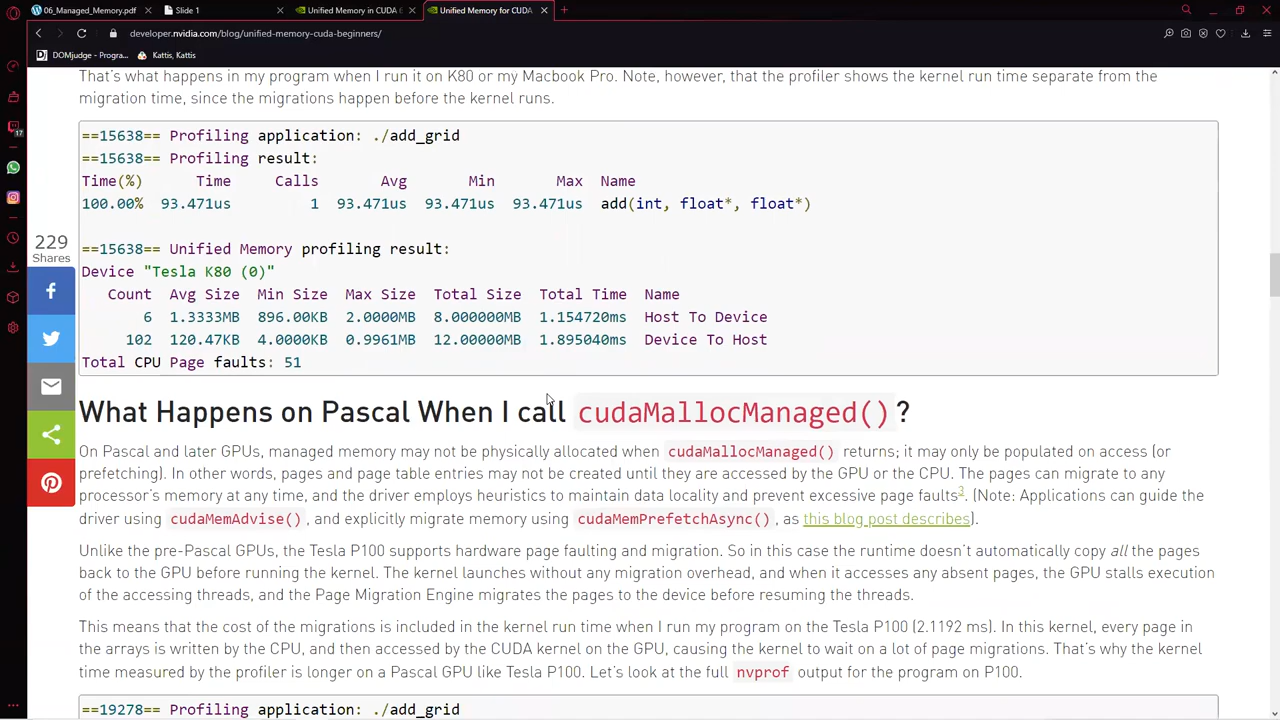 06_Managed_Memory.pdf
Slide 1
Unified Memory in CUDA 6
Unified Memory for CUDA
developer.nvidia.com/blog/unified-memory-cuda-beginners/
DOMjudge - Progra...
Kattis, Kattis
17
That's what happens in my program when I run it on K80 or my Macbook Pro. Note, however, that the profiler shows the kernel run time separate from the
migration time, since the migrations happen before the kernel runs.
==15638== Profiling application: ./add_grid
==15638== Profiling result:
Time(%) Time Calls Avg Min Max Name
100.00% 93.471us 1 93.471us 93.471us 93.471us add(int, float*, float*)
==15638== Unified Memory profiling result:
Device "Tesla K80 (0)"
Count Avg Size Min Size Max Size Total Size Total Time Name
6 1.3333MB 896.00KB 2.0000MB 8.000000MB 1.154720ms Host To Device
102 120.47KB 4.0000KB 0.9961MB 12.00000MB 1.895040ms Device To Host
Total CPU Page faults: 51
229
Shares
What Happens on Pascal When I call cudaMallocManaged()?
On Pascal and later GPUs, managed memory may not be physically allocated when cudaMallocManaged() returns; it may only be populated on access (or
prefetching). In other words, pages and page table entries may not be created until they are accessed by the GPU or the CPU. The pages can migrate to any
processor's memory at any time, and the driver employs heuristics to maintain data locality and prevent excessive page faults3. (Note: Applications can guide the
driver using cudaMemAdvise(), and explicitly migrate memory using cudaMemPrefetchAsync(), as this blog post describes).
Unlike the pre-Pascal GPUs, the Tesla P100 supports hardware page faulting and migration. So in this case the runtime doesn't automatically copy all the pages
back to the GPU before running the kernel. The kernel launches without any migration overhead, and when it accesses any absent pages, the GPU stalls execution
of the accessing threads, and the Page Migration Engine migrates the pages to the device before resuming the threads.
This means that the cost of the migrations is included in the kernel run time when I run my program on the Tesla P100 (2.1192 ms). In this kernel, every page in
the arrays is written by the CPU, and then accessed by the CUDA kernel on the GPU, causing the kernel to wait on a lot of page migrations. That's why the kernel
time measured by the profiler is longer on a Pascal GPU like Tesla P100. Let's look at the full nvprof output for the program on P100.
==19278== Profiling application: ./add_grid